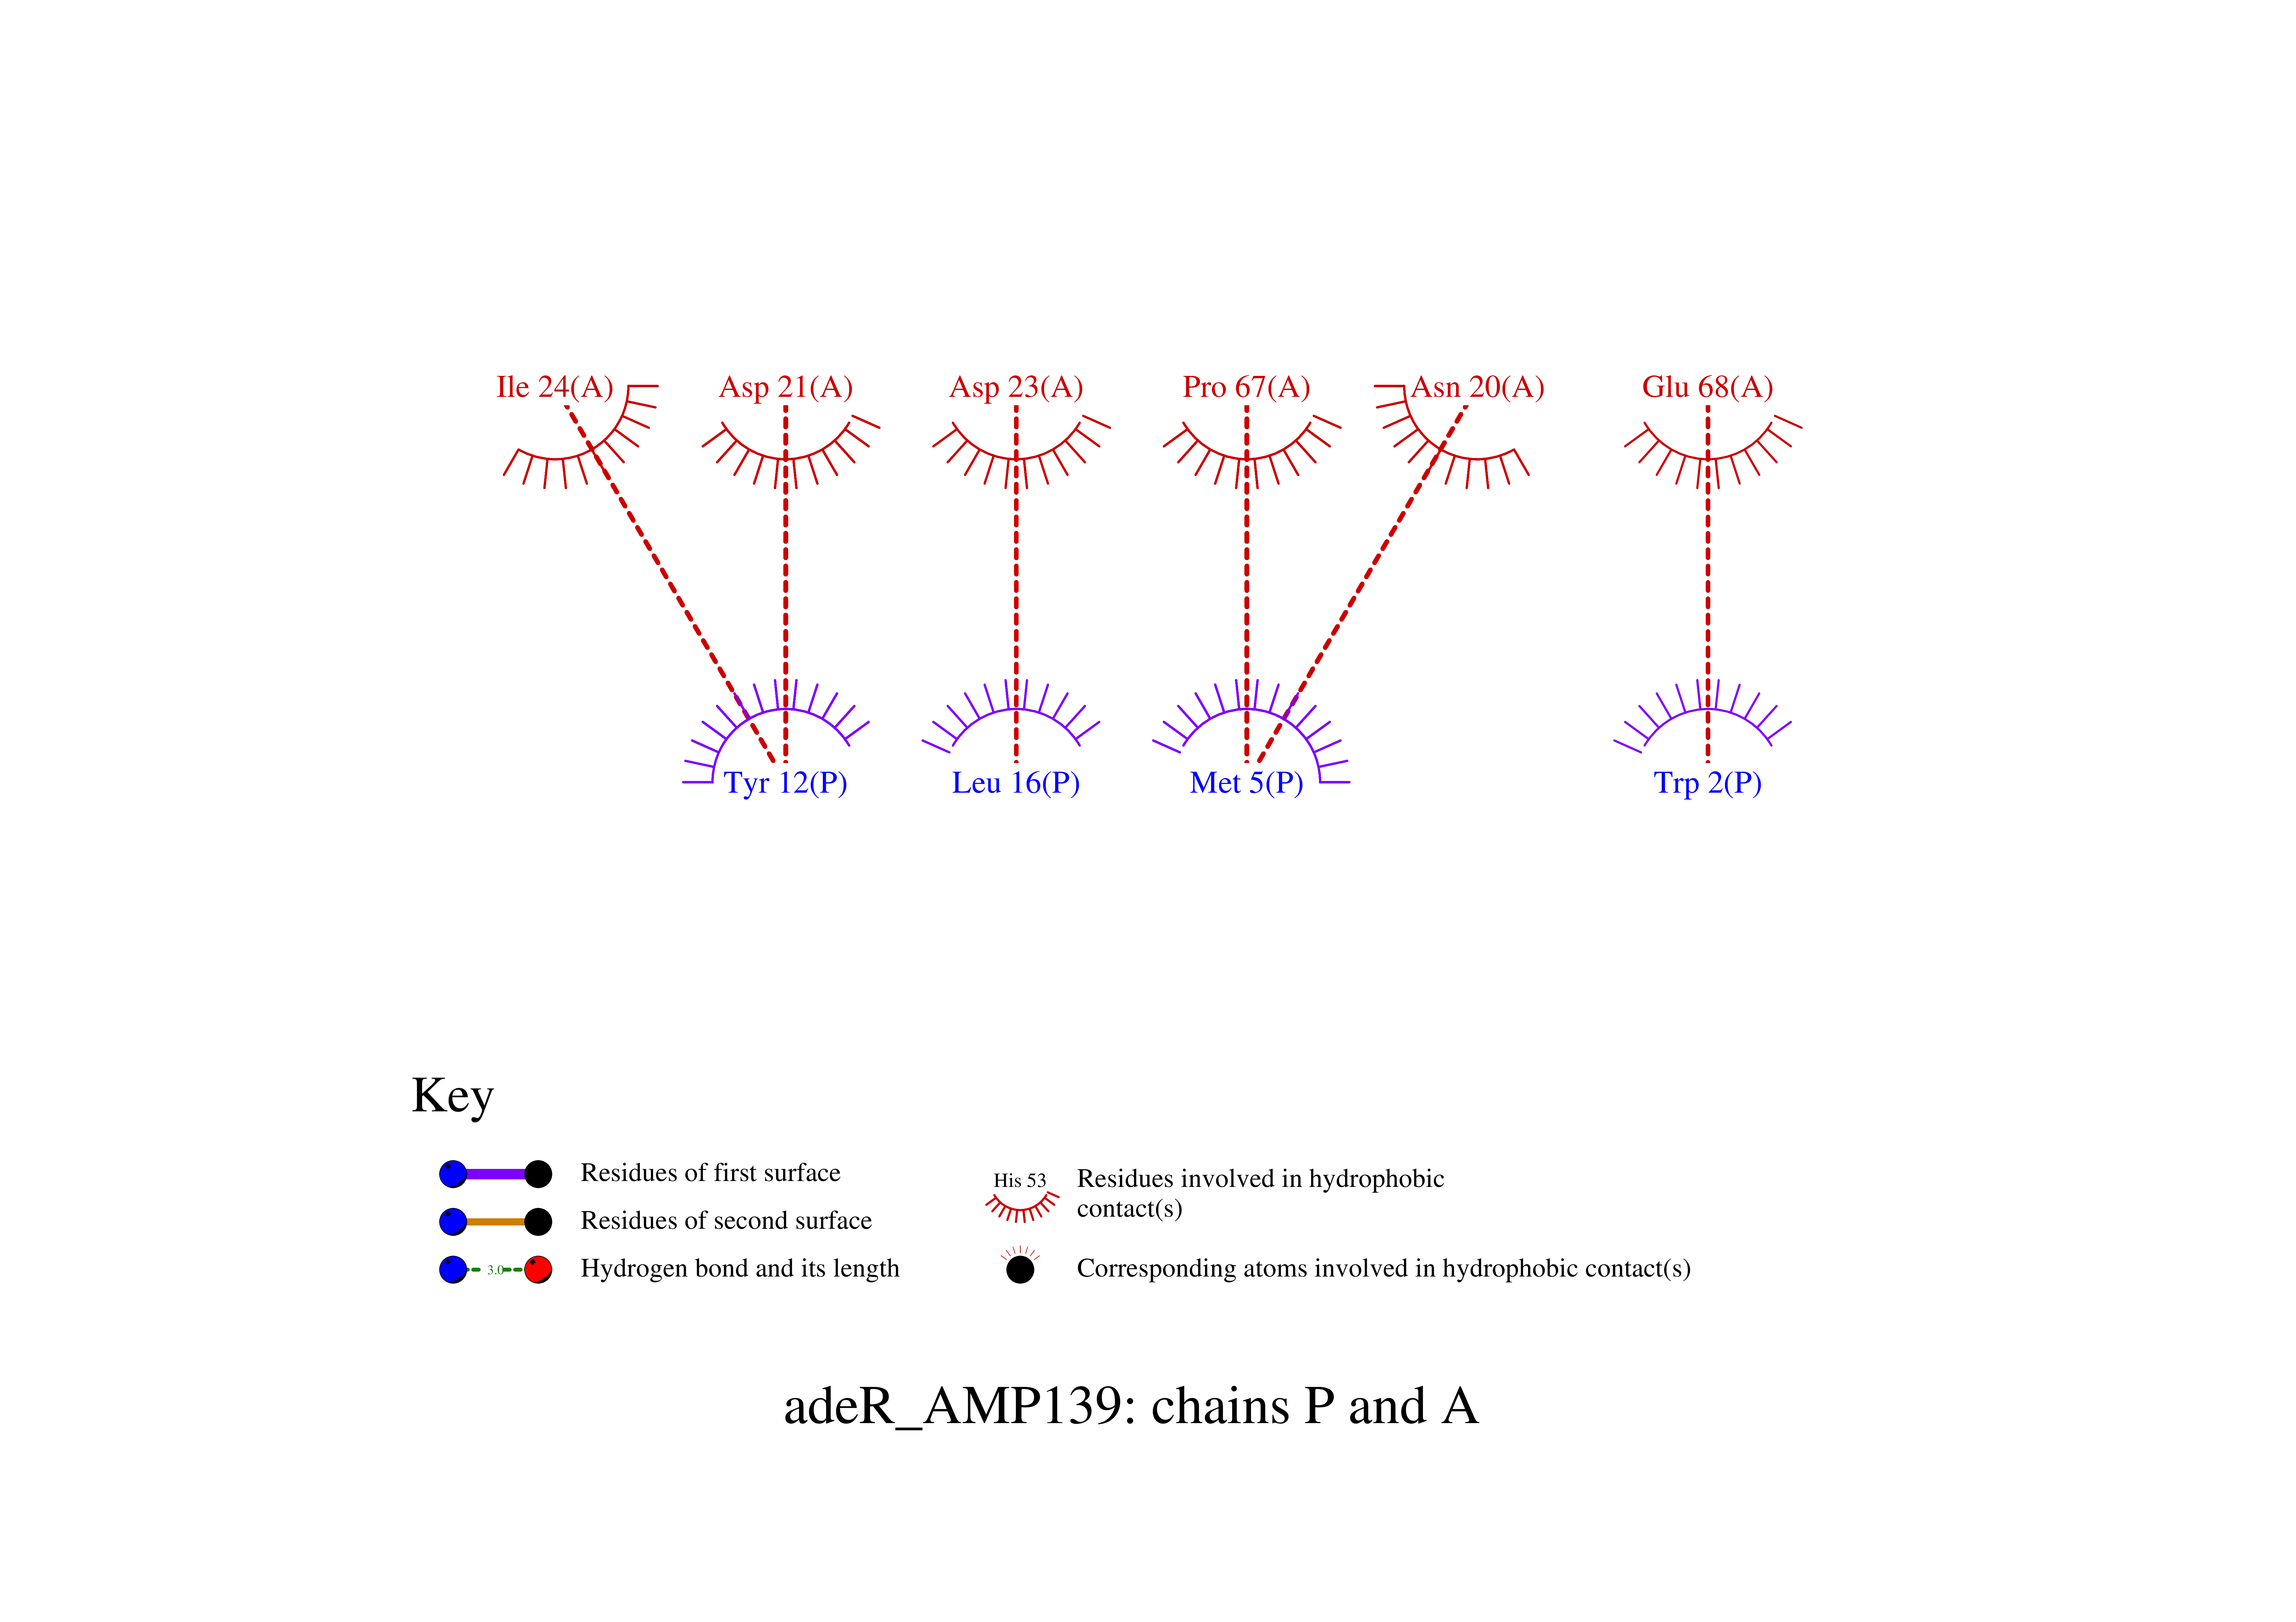 Ile 24(A) Asp 21(A) Asp 23(A) Pro 67(A) Asn 20(A) Glu 68(A)
Tyr 12(P) Leu 16(P) Met 5(P) Trp 2(P)
Key
Residues of first surface
Residues of second surface
3.0 Hydrogen bond and its length
His 53 Residues involved in hydrophobic
contact(s)
Corresponding atoms involved in hydrophobic contact(s)
adeR_AMP139: chains P and A